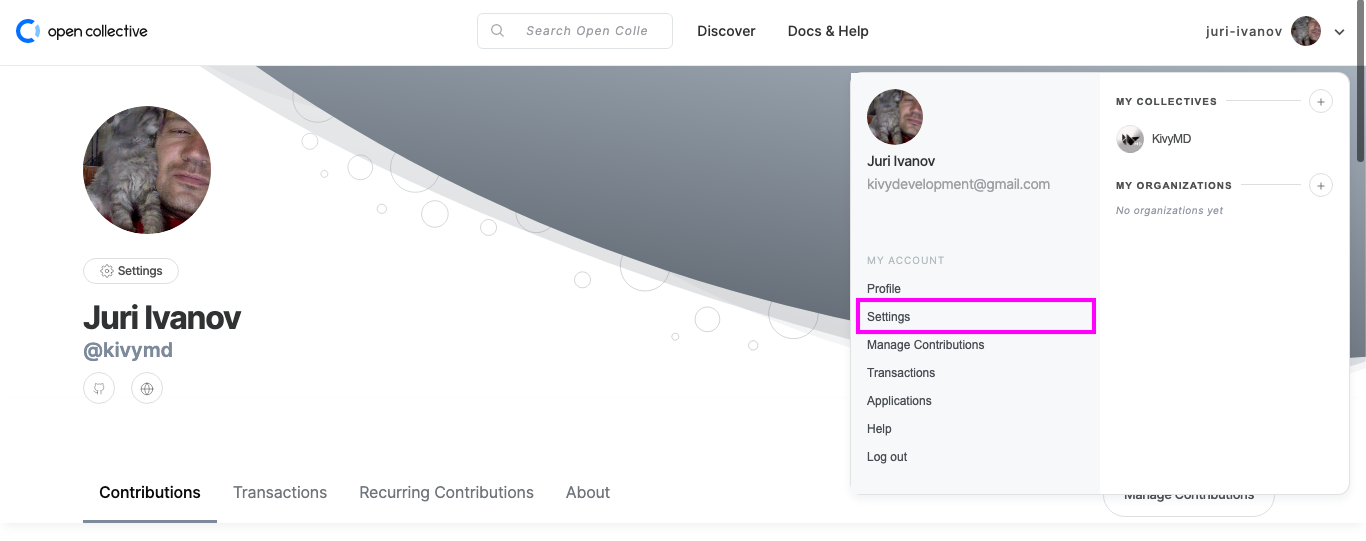 open collective
Search Open Colle
Discover
Docs & Help
juri-ivanov
Settings
Juri Ivanov
@kivymd
Contributions
Transactions
Recurring Contributions
About
Juri Ivanov
kivydevelopment@gmail.com
MY ACCOUNT
Profile
Settings
Manage Contributions
Transactions
Applications
Help
Log out
MY COLLECTIVES
KivyMD
MY ORGANIZATIONS
No organizations yet
Manage Contributions